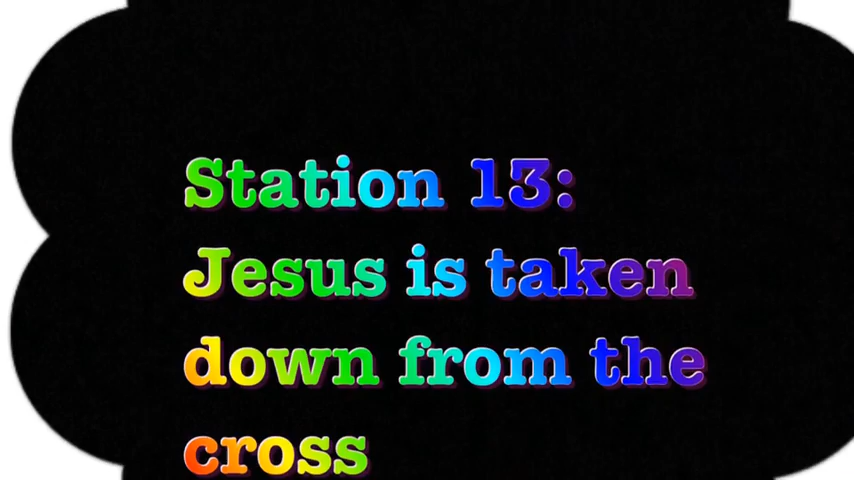 Station 13:
Jesus is taken
down from the
cross